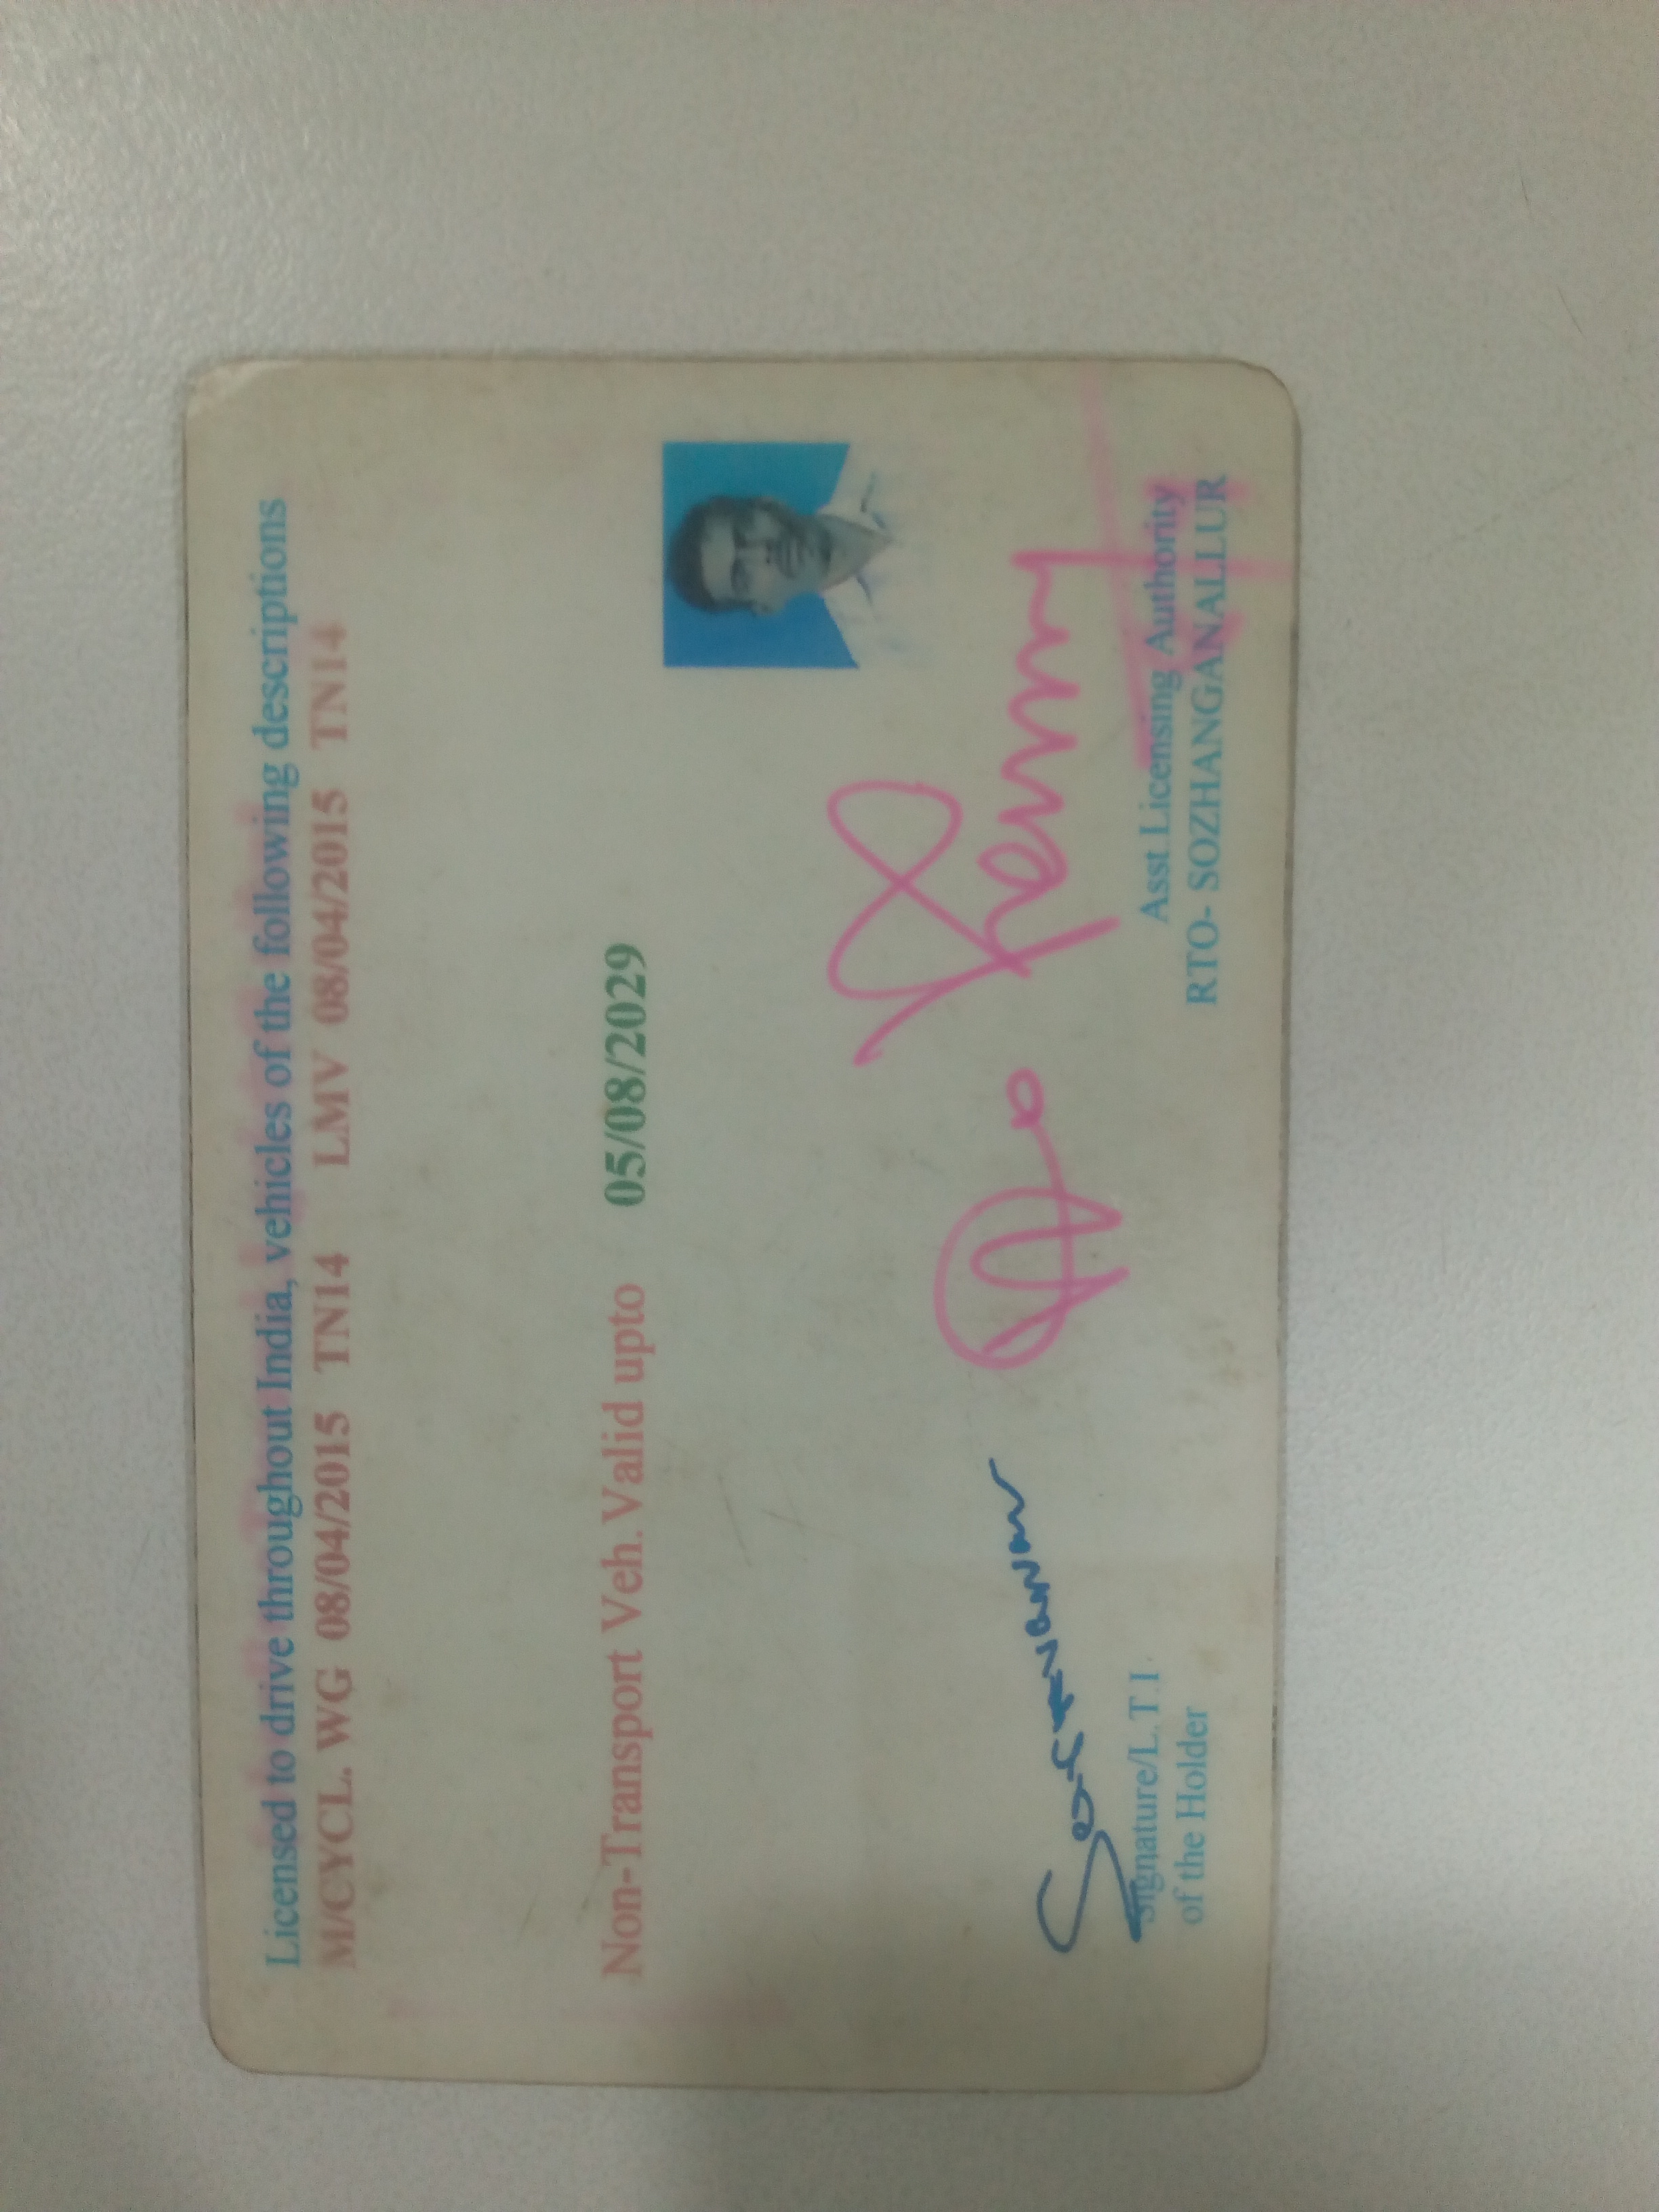 Licensed to drive throughout India, vehicles of the following descriptions
M/CYCL. WG 08/04/2015 TN14 LMV 08/04/2015 TN14
Non-Transport Veh. Valid upto 05/08/2029
Signature/L.T.I
of the Holder
Asst Licensing Authority
RTO- SOZHANGANALLUR